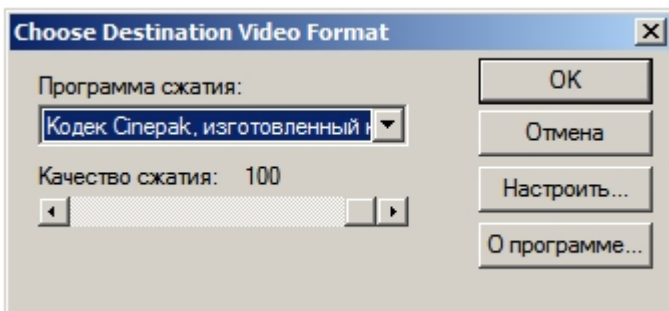 Choose Destination Video Format
Программа сжатия:
Кодек Cinepak, изготовленный
Качество сжатия: 100
OK
Отмена
Настроить...
О программе...